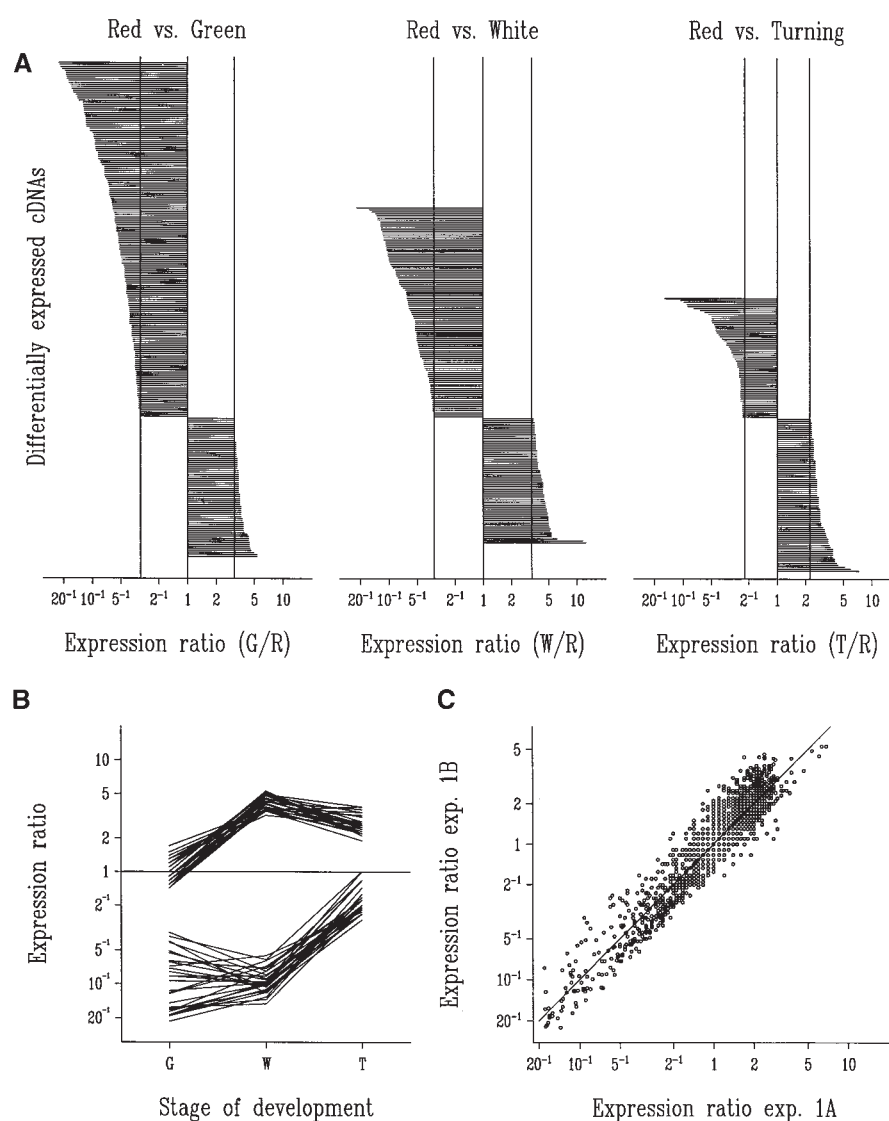 Red vs. Green Red vs. White Red vs. Turning
A
Differentially expressed cDNAs
20⁻¹ 10⁻¹ 5⁻¹ 2⁻¹ 1 2 5 10
20⁻¹ 10⁻¹ 5⁻¹ 2⁻¹ 1 2 5 10
20⁻¹ 10⁻¹ 5⁻¹ 2⁻¹ 1 2 5 10
Expression ratio (G/R) Expression ratio (W/R) Expression ratio (T/R)
B
Expression ratio
10
5
2
1
2⁻¹
5⁻¹
10⁻¹
20⁻¹
G W T
Stage of development
C
Expression ratio exp. 1B
5
2
1
2⁻¹
5⁻¹
10⁻¹
20⁻¹
20⁻¹ 10⁻¹ 5⁻¹ 2⁻¹ 1 2 5 10
Expression ratio exp. 1A